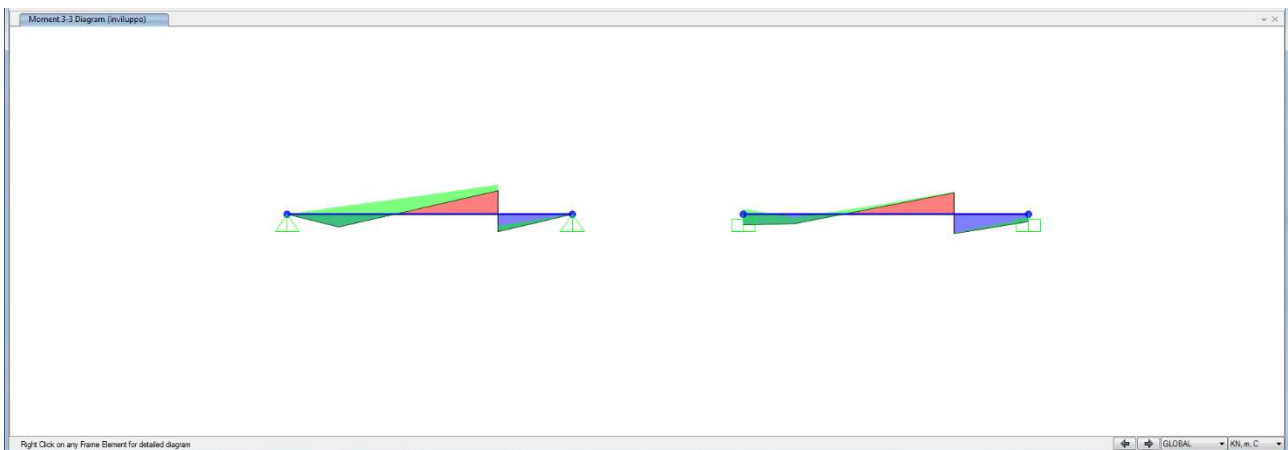 Moment 3-3 Diagram (inviluppo)
Right Click on any Frame Element for detailed diagram
GLOBAL
KN, m, C